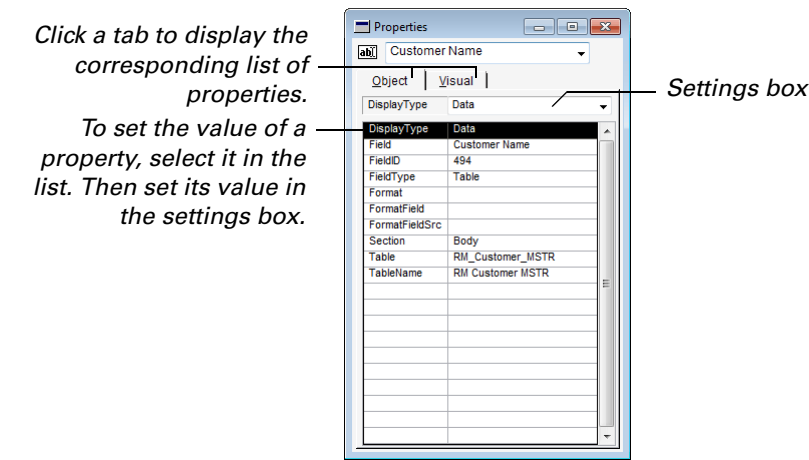 Click a tab to display the
corresponding list of
properties.
To set the value of a
property, select it in the
list. Then set its value in
the settings box.
Properties
ab Customer Name
Object Visual
DisplayType Data
Settings box
DisplayType Data
Field Customer Name
FieldID 494
FieldType Table
Format
FormatField
FormatFieldSrc
Section Body
Table RM_Customer_MSTR
TableName RM Customer MSTR